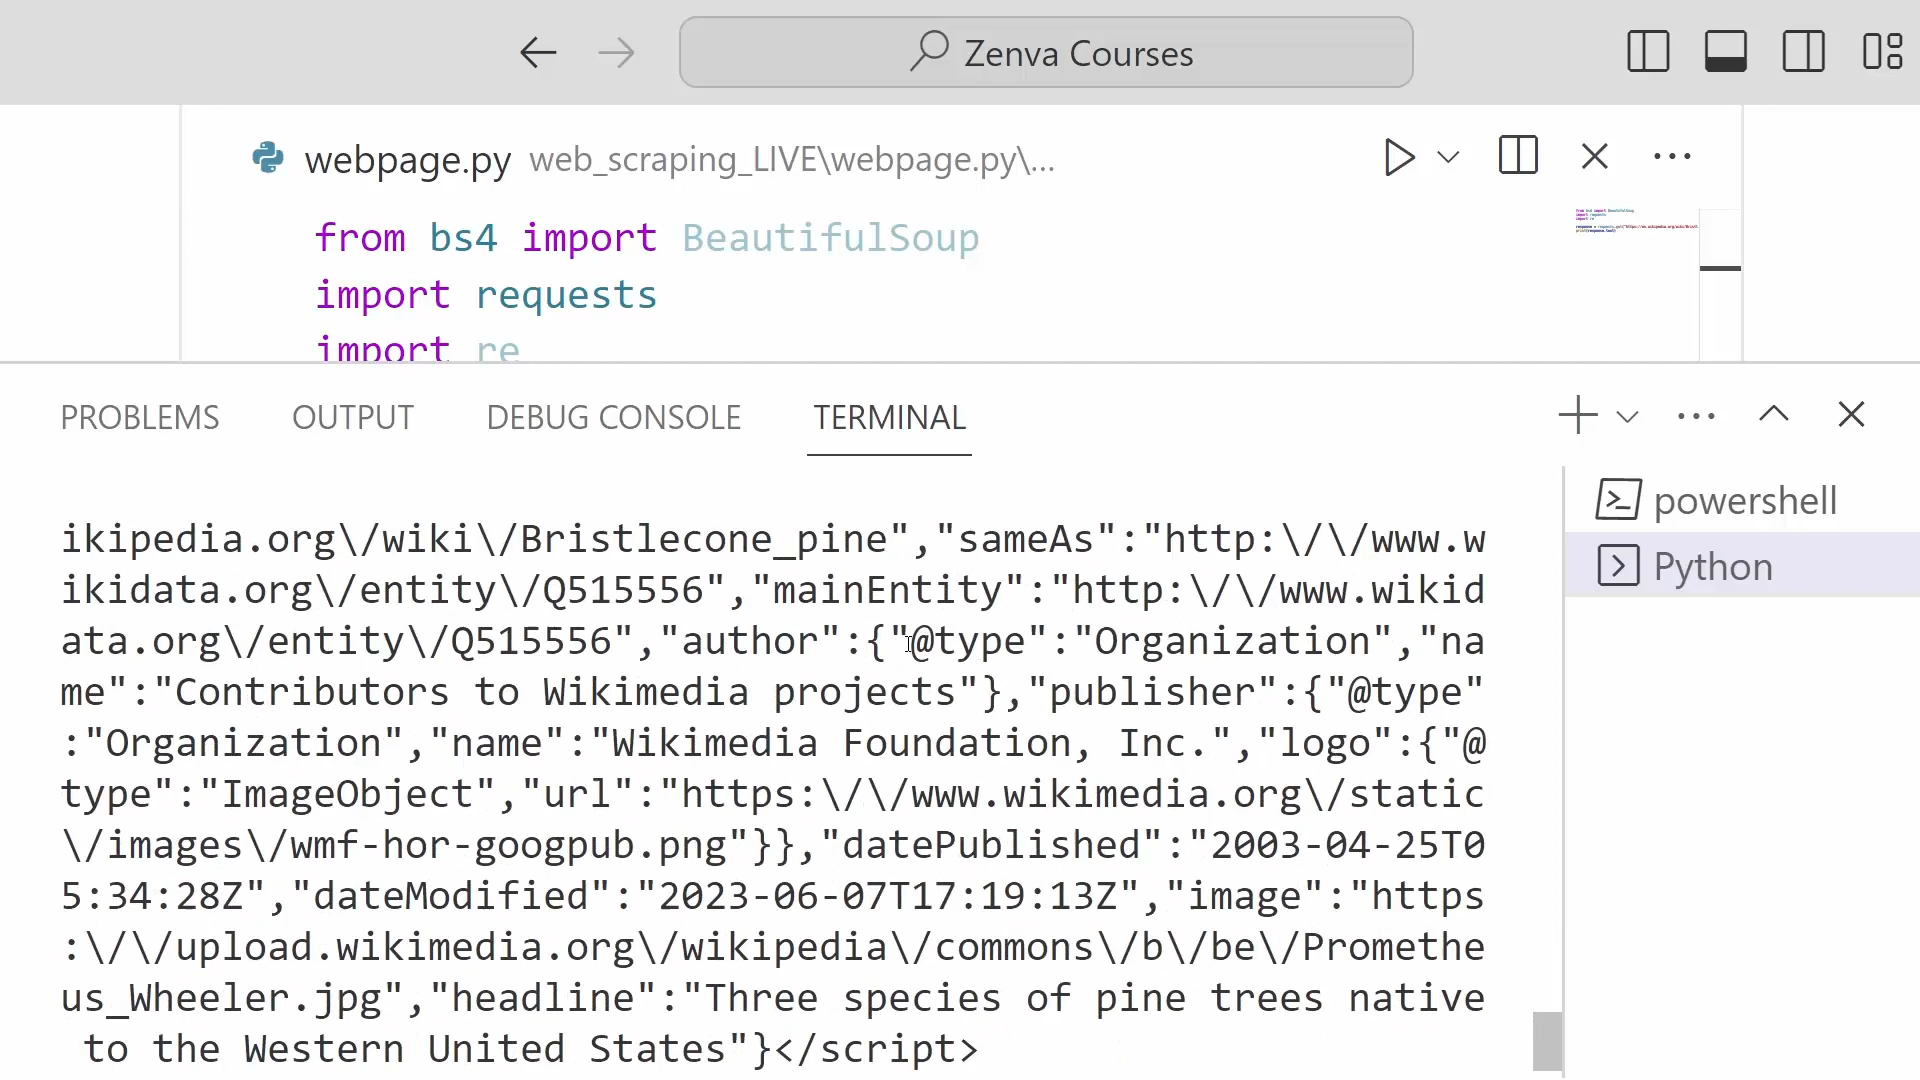 Zenva Courses
webpage.py web_scraping_LIVE\webpage.py\...
from bs4 import BeautifulSoup
import requests
import re
PROBLEMS OUTPUT DEBUG CONSOLE TERMINAL
powershell
Python
ikipedia.org\/wiki\/Bristlecone_pine","sameAs":"http:\/\/www.w
ikidata.org\/entity\/Q515556","mainEntity":"http:\/\/www.wikid
ata.org\/entity\/Q515556","author":{"@type":"Organization","na
me":"Contributors to Wikimedia projects"},"publisher":{"@type"
:"Organization","name":"Wikimedia Foundation, Inc.","logo":{"@
type":"ImageObject","url":"https:\/\/www.wikimedia.org\/static
\/images\/wmf-hor-googpub.png"}},"datePublished":"2003-04-25T0
5:34:28Z","dateModified":"2023-06-07T17:19:13Z","image":"https
:\/\/upload.wikimedia.org\/wikipedia\/commons\/b\/be\/Promethe
us_Wheeler.jpg","headline":"Three species of pine trees native
 to the Western United States"}</script>